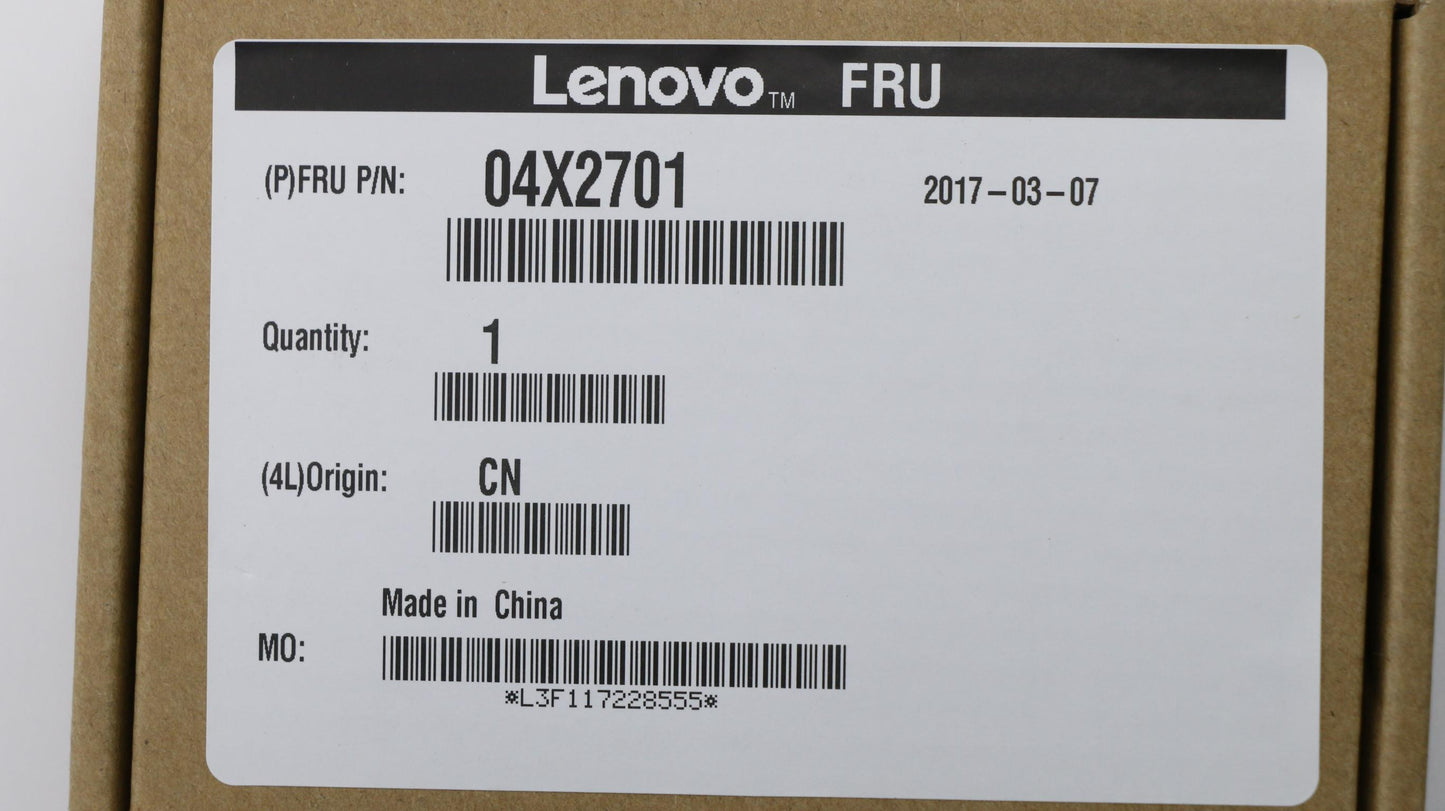 Lenovo™ FRU
(P)FRU P/N: 04X2701 2017-03-07
Quantity: 1
(4L)Origin: CN
Made in China
MO:
*L3F117228555*